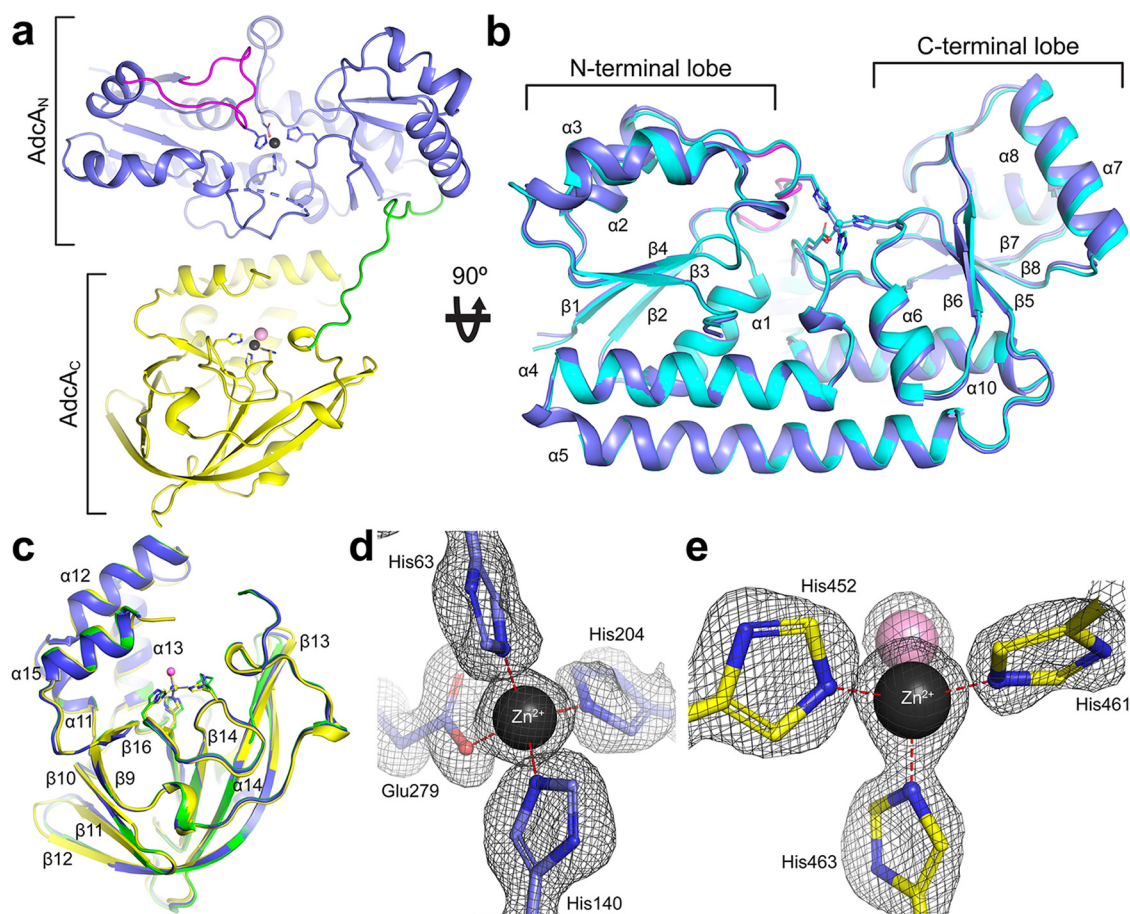 a
AdcAN
AdcAC
90º
b
N-terminal lobe
C-terminal lobe
α3
α2
β4
β3
β1
β2
α1
α4
α5
α8
α7
β7
β8
β6
β5
α6
α10
c
α12
α13
α15
α11
β16
β10
β9
β14
β13
α14
β11
β12
d
His63
His204
Zn2+
Glu279
His140
e
His452
Zn2+
His461
His463